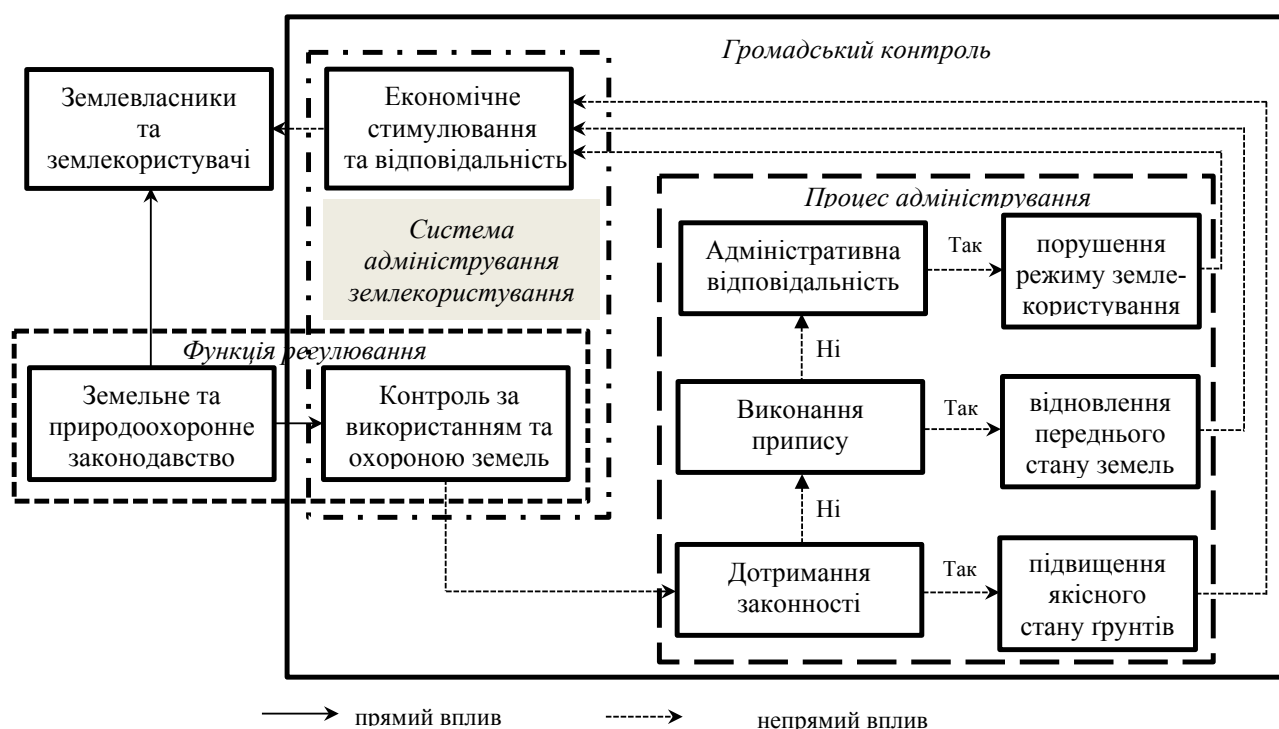 Громадський контроль
Землевласники
та
землекористувачі
Економічне
стимулювання
та відповідальність
Система
адміністрування
землекористування
Процес адміністрування
Адміністративна
відповідальність
Так
порушення
режиму земле-
користування
Ні
Функція регулювання
Земельне та
природоохоронне
законодавство
Контроль за
використанням та
охороною земель
Виконання
припису
Так
відновлення
переднього
стану земель
Ні
Дотримання
законності
Так
підвищення
якісного
стану ґрунтів
прямий вплив
непрямий вплив